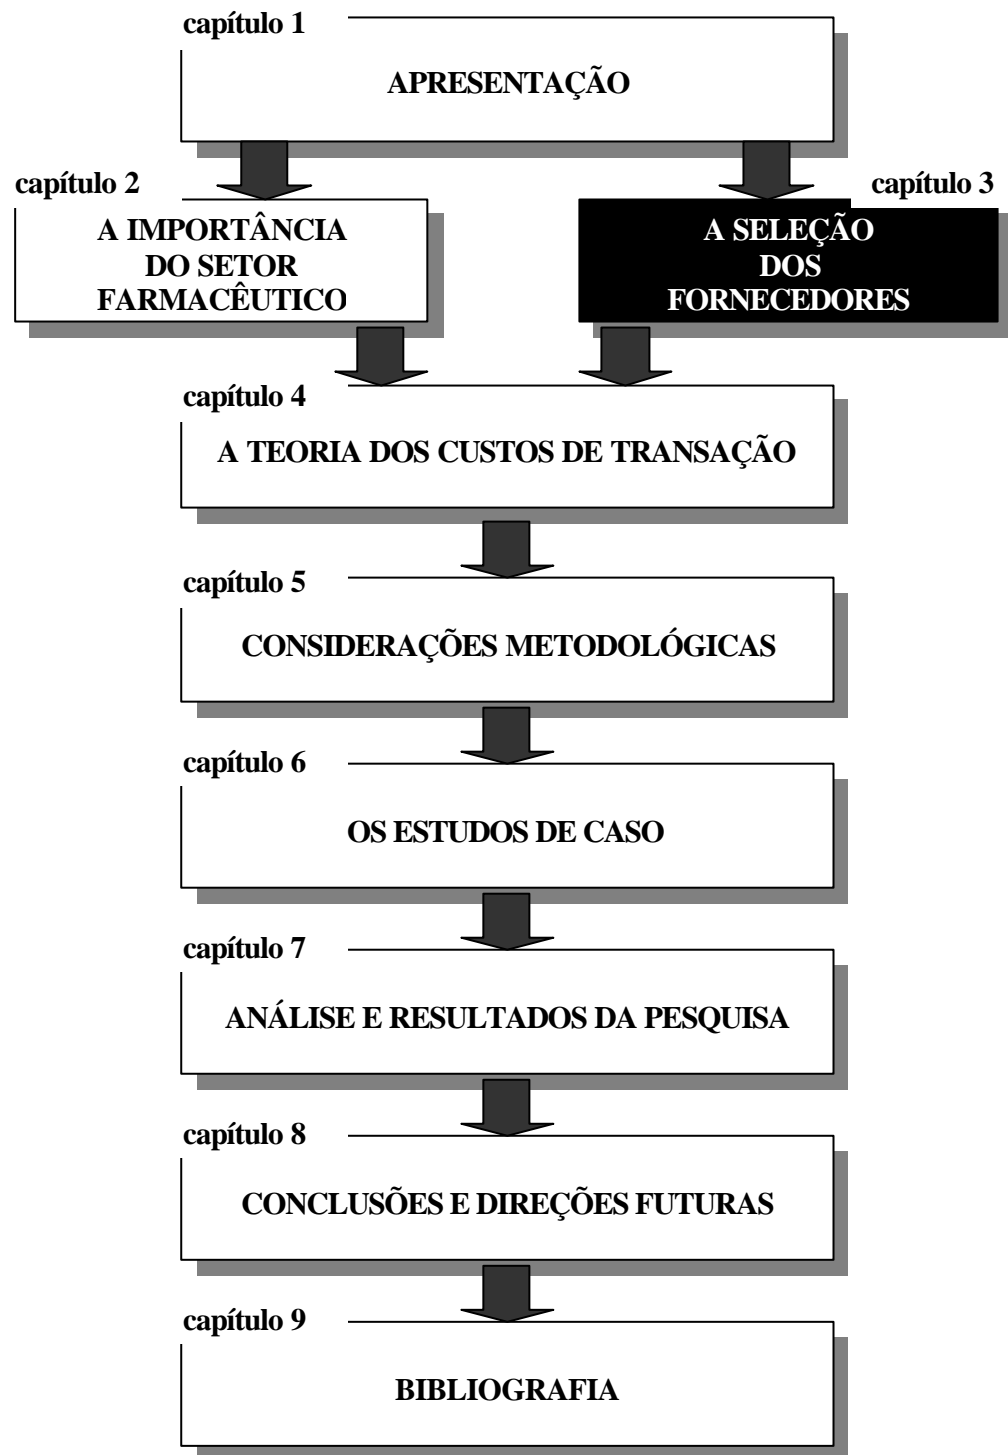 capítulo 1
APRESENTAÇÃO
capítulo 2
A IMPORTÂNCIA
DO SETOR
FARMACÊUTICO
capítulo 3
A SELEÇÃO
DOS
FORNECEDORES
capítulo 4
A TEORIA DOS CUSTOS DE TRANSAÇÃO
capítulo 5
CONSIDERAÇÕES METODOLÓGICAS
capítulo 6
OS ESTUDOS DE CASO
capítulo 7
ANÁLISE E RESULTADOS DA PESQUISA
capítulo 8
CONCLUSÕES E DIREÇÕES FUTURAS
capítulo 9
BIBLIOGRAFIA